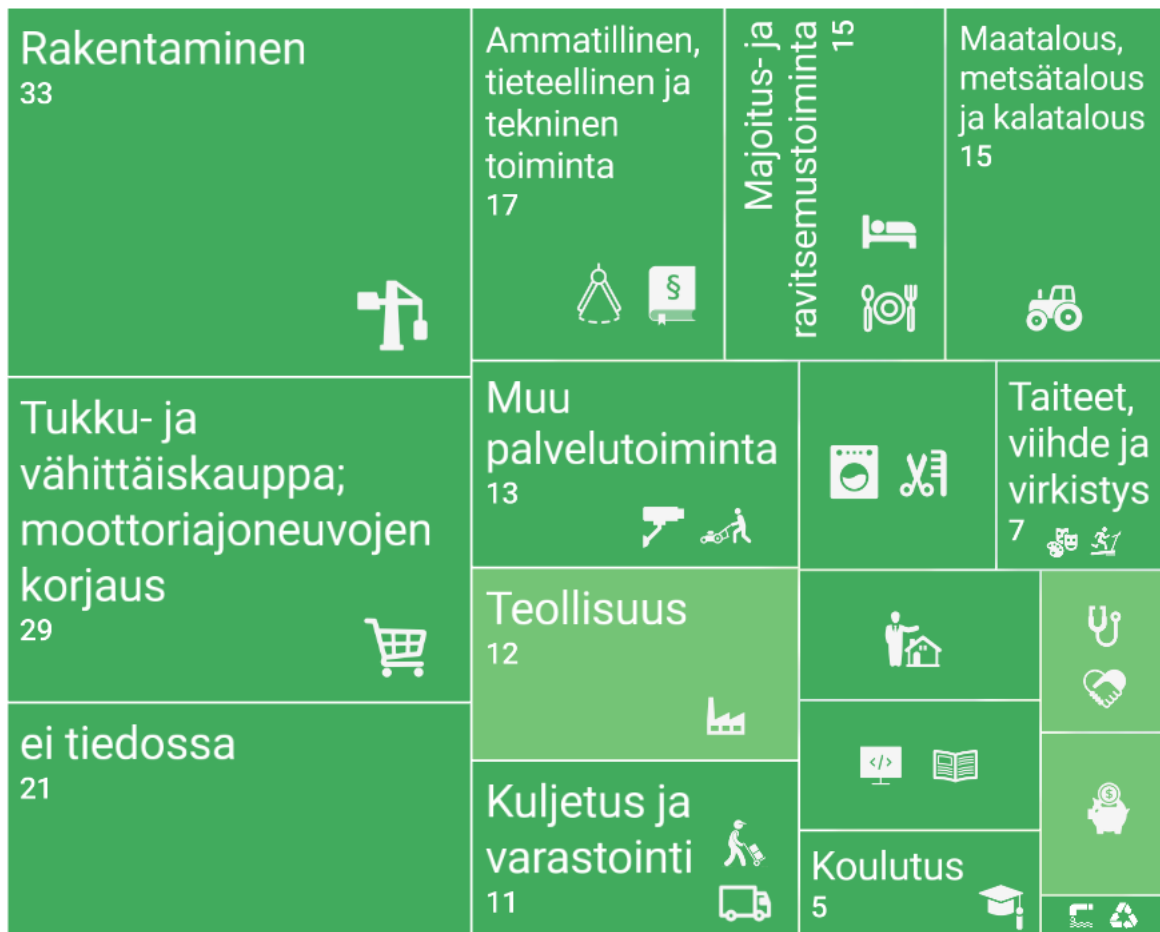 Rakentaminen
33
Ammatillinen,
tieteellinen ja
tekninen
toiminta
17
Majoitus- ja
ravitsemustoiminta
15
Maatalous,
metsätalous
ja kalatalous
15
§
Tukku- ja
vähittäiskauppa;
moottoriajoneuvojen
korjaus
29
Muu
palvelutoiminta
13
Taiteet,
viihde ja
virkistys
7
Teollisuus
12
ei tiedossa
21
</>
$
Kuljetus ja
varastointi
11
Koulutus
5